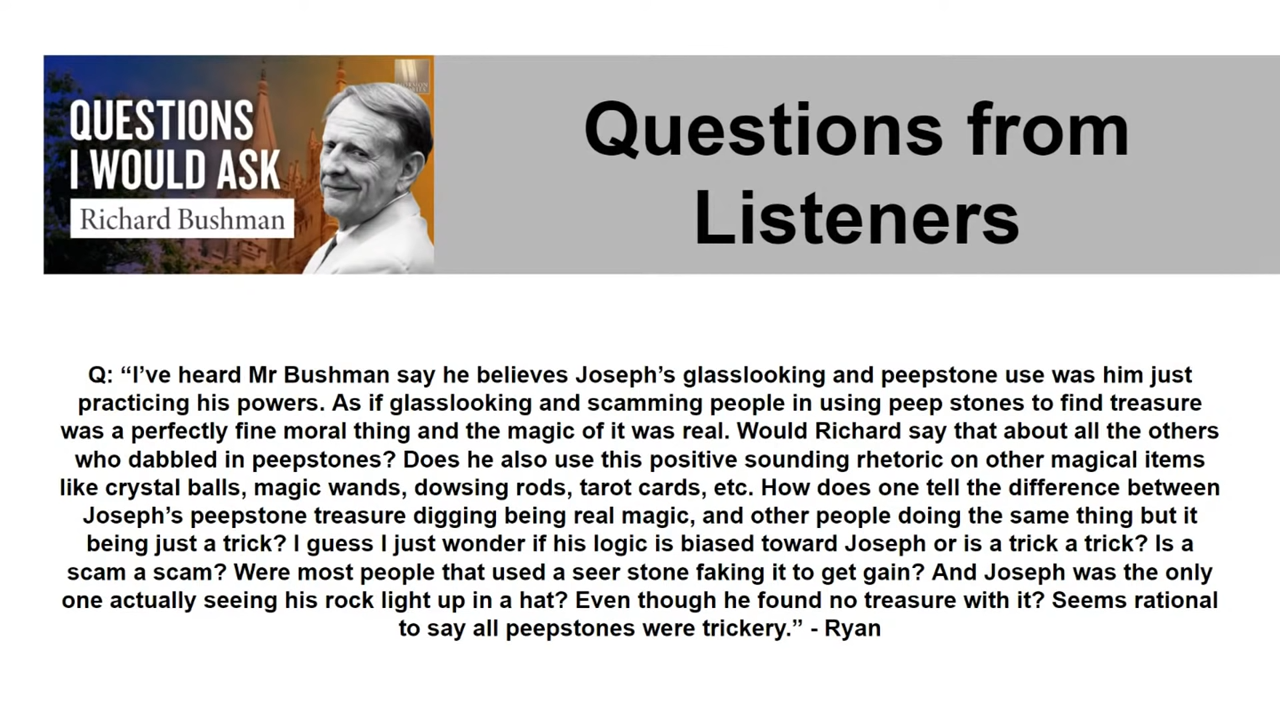 QUESTIONS
I WOULD ASK
Richard Bushman
Questions from
Listeners
Q: “I’ve heard Mr Bushman say he believes Joseph’s glasslooking and peepstone use was him just
practicing his powers. As if glasslooking and scamming people in using peep stones to find treasure
was a perfectly fine moral thing and the magic of it was real. Would Richard say that about all the others
who dabbled in peepstones? Does he also use this positive sounding rhetoric on other magical items
like crystal balls, magic wands, dowsing rods, tarot cards, etc. How does one tell the difference between
Joseph’s peepstone treasure digging being real magic, and other people doing the same thing but it
being just a trick? I guess I just wonder if his logic is biased toward Joseph or is a trick a trick? Is a
scam a scam? Were most people that used a seer stone faking it to get gain? And Joseph was the only
one actually seeing his rock light up in a hat? Even though he found no treasure with it? Seems rational
to say all peepstones were trickery.” - Ryan